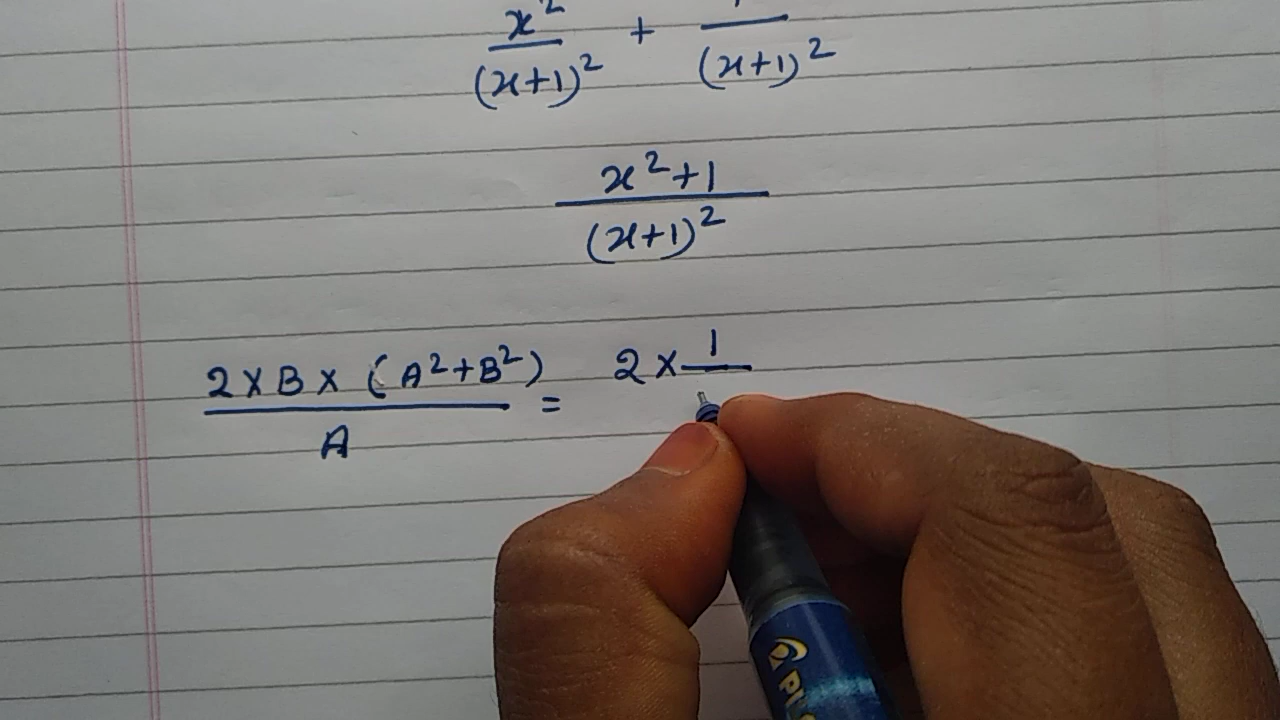 x² / (x+1)² + / (x+1)²
x²+1 / (x+1)²
2 × B × (A²+B²) / A = 2 × 1 /